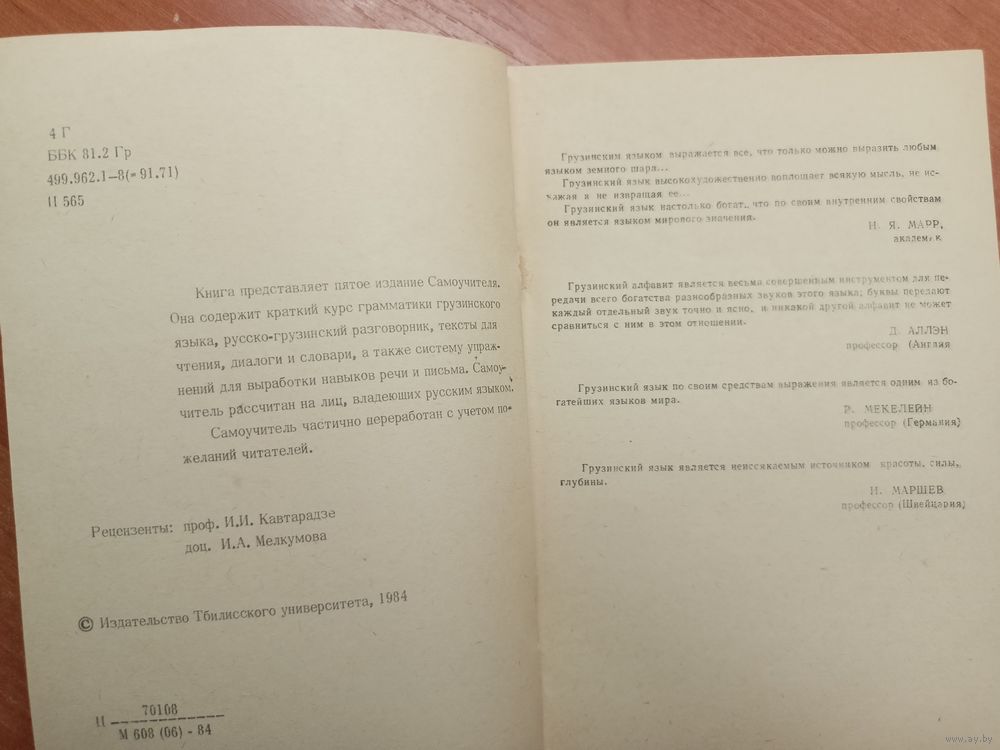 4 Г
ББК 81.2 Гр
499.962.1-8(=91.71)
Ц 565
Книга представляет пятое издание Самоучителя.
Она содержит краткий курс грамматики грузинского
языка, русско-грузинский разговорник, тексты для
чтения, диалоги и словари, а также систему упраж-
нений для выработки навыков речи и письма. Самоу-
читель рассчитан на лиц, владеющих русским языком.
Самоучитель частично переработан с учетом по-
желаний читателей.
Рецензенты: проф. И.И. Кавтарадзе
доц. И.А. Мелкумова
© Издательство Тбилисского университета, 1984
Ц 70108
М 608 (06) - 84
Грузинским языком выражается все, что только можно выразить любым
языком земного шара...
Грузинский язык высокохудожественно воплощает всякую мысль, не ис-
кажая и не извращая ее...
Грузинский язык настолько богат, что по своим внутренним свойствам
он является языком мирового значения.
Н. Я. МАРР,
академик
Грузинский алфавит является весьма совершенным инструментом для пе-
редачи всего богатства разнообразных звуков этого языка; буквы передают
каждый отдельный звук точно и ясно, и никакой другой алфавит не может
сравниться с ним в этом отношении.
Д. АЛЛЭН
профессор (Англия
Грузинский язык по своим средствам выражения является одним из бо-
гатейших языков мира.
Р. МЕКЕЛЕЙН
профессор (Германия)
Грузинский язык является неиссякаемым источником красоты, силы,
глубины.
И. МАРШЕВ
профессор (Швейцария)
www.ay.by